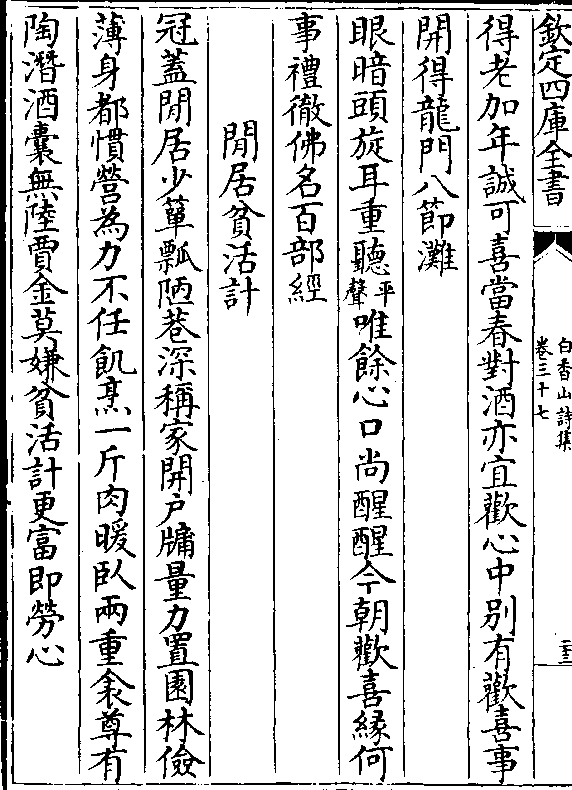 欽定四庫全書
白香山詩集
卷三十七
二十三
得老加年誠可喜當春對酒亦宜歡心中别有歡喜事
開得龍門八節灘
眼暗頭旋耳重聽平聲唯餘心口尚醒醒今朝歡喜緣何
事禮徹佛名百部經
閒居貧活計
冠蓋閒居少簞瓢陋巷深稱家開户牖量力置園林儉
薄身都慣營為力不任飢烹一斤肉暖臥兩重衾尊有
陶潛酒囊無陸賈金莫嫌貧活計更富即勞心